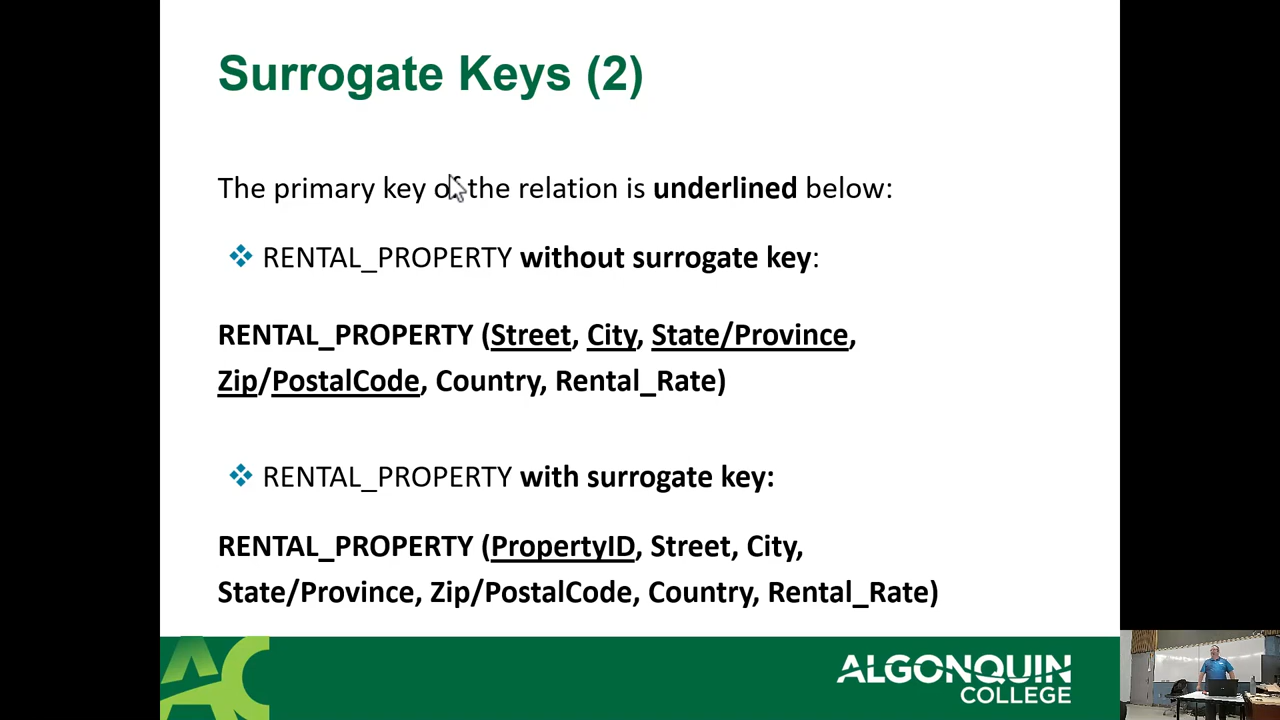 Surrogate Keys (2)
The primary key of the relation is underlined below:
RENTAL_PROPERTY without surrogate key:
RENTAL_PROPERTY (Street, City, State/Province,
Zip/PostalCode, Country, Rental_Rate)
RENTAL_PROPERTY with surrogate key:
RENTAL_PROPERTY (PropertyID, Street, City,
State/Province, Zip/PostalCode, Country, Rental_Rate)
AC
ALGONQUIN
COLLEGE